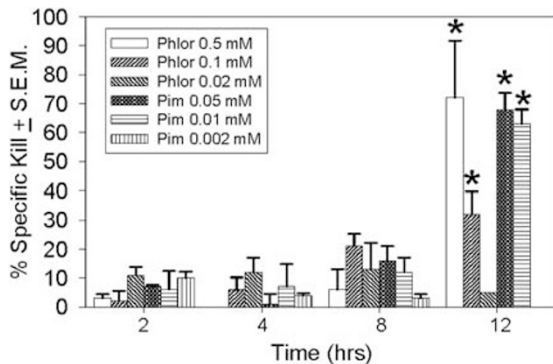 % Specific Kill + S.E.M.
100
90
80
70
60
50
40
30
20
10
0
Phlor 0.5 mM
Phlor 0.1 mM
Phlor 0.02 mM
Pim 0.05 mM
Pim 0.01 mM
Pim 0.002 mM
*
*
*
*
2
4
8
12
Time (hrs)